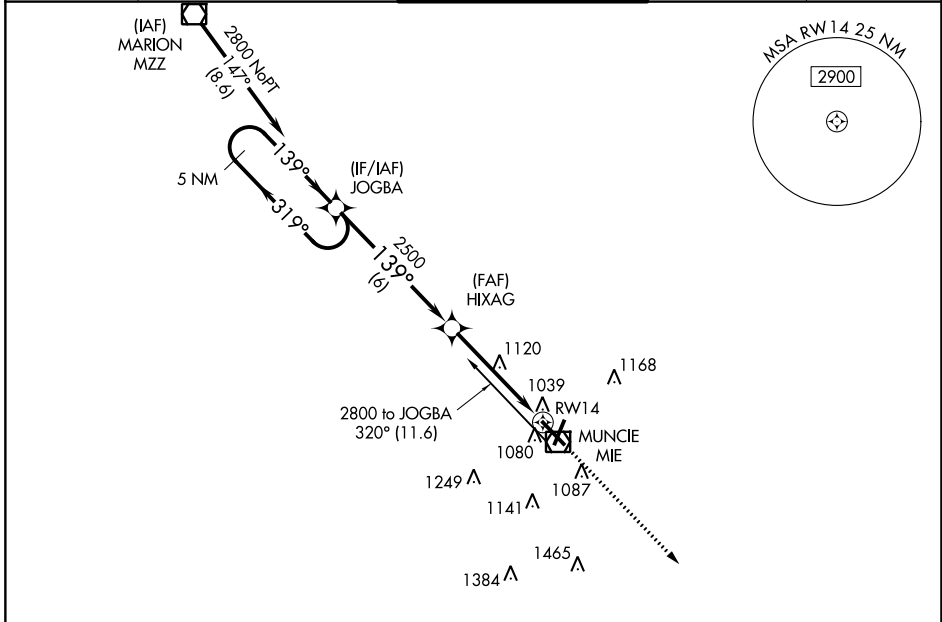 (IAF)
MARION
MZZ
2800 NoPT
147°
(8.6)
MSA RW14 25 NM
2900
139°
5 NM
319°
(IF/IAF)
JOGBA
2500
139°
(6)
(FAF)
HIXAG
1120
1168
1039
RW14
2800 to JOGBA
320° (11.6)
MUNCIE
MIE
1080
1249
1087
1141
1465
1384